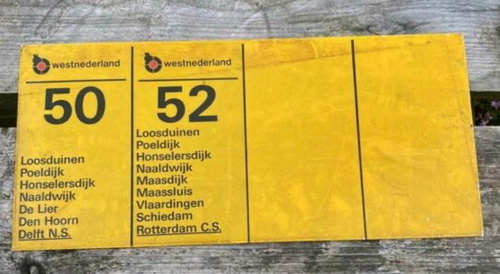 westnederland
50
Loosduinen
Poeldijk
Honselersdijk
Naaldwijk
De Lier
Den Hoorn
Delft N.S.
westnederland
52
Loosduinen
Poeldijk
Honselersdijk
Naaldwijk
Maasdijk
Maassluis
Vlaardingen
Schiedam
Rotterdam C.S.